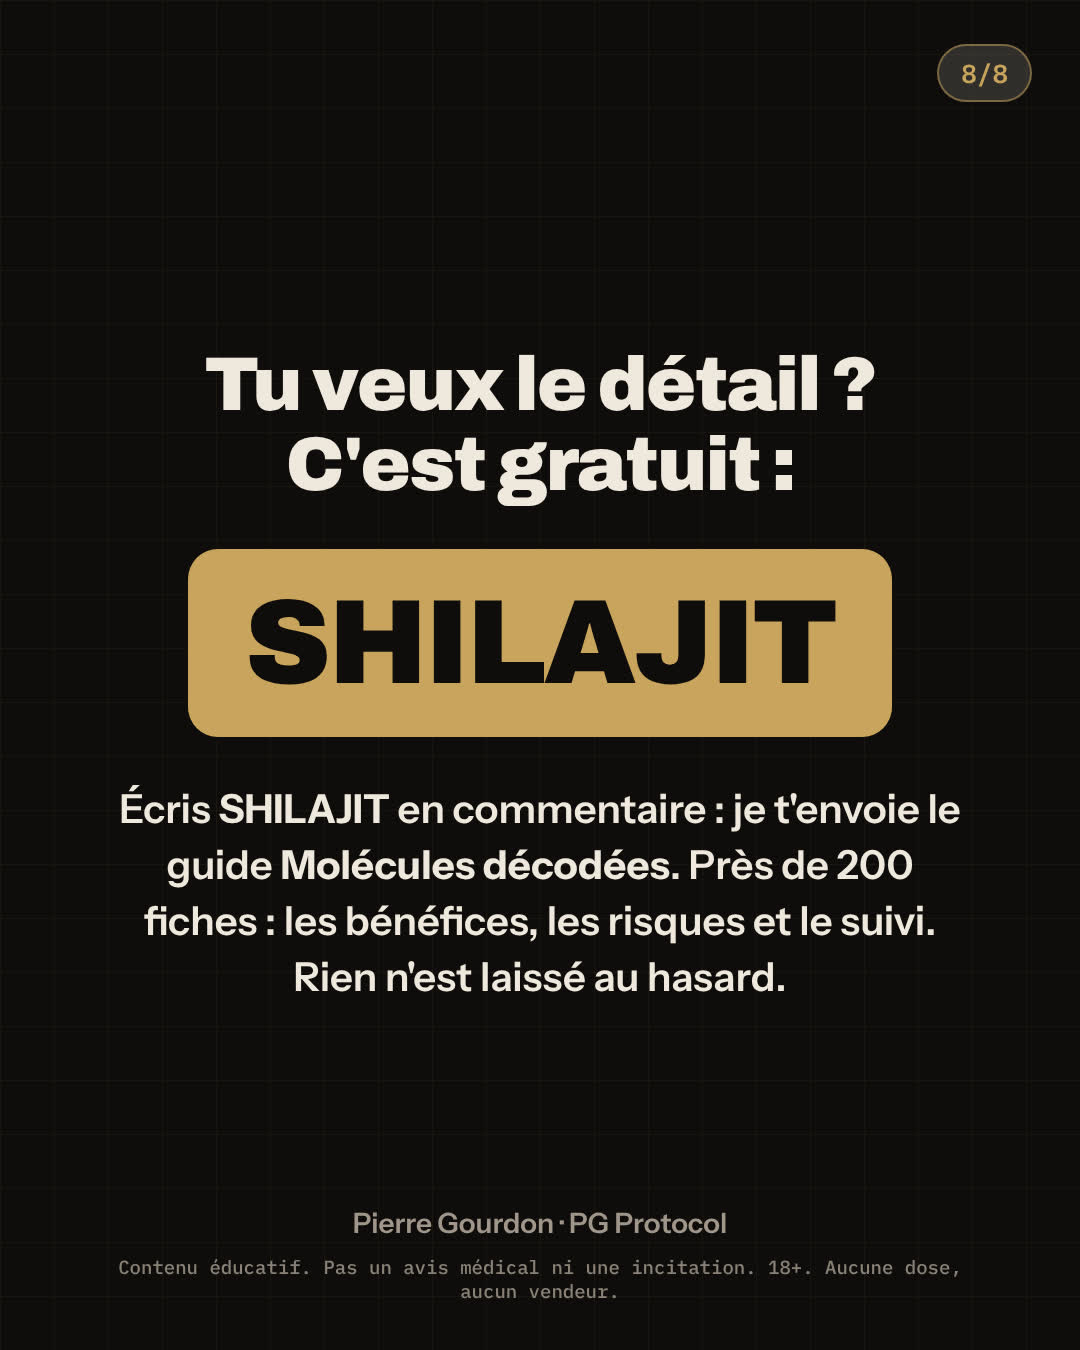 8/8
Tu veux le détail ?
C'est gratuit :
SHILAJIT
Écris SHILAJIT en commentaire : je t'envoie le
guide Molécules décodées. Près de 200
fiches : les bénéfices, les risques et le suivi.
Rien n'est laissé au hasard.
Pierre Gourdon · PG Protocol
Contenu éducatif. Pas un avis médical ni une incitation. 18+. Aucune dose,
aucun vendeur.